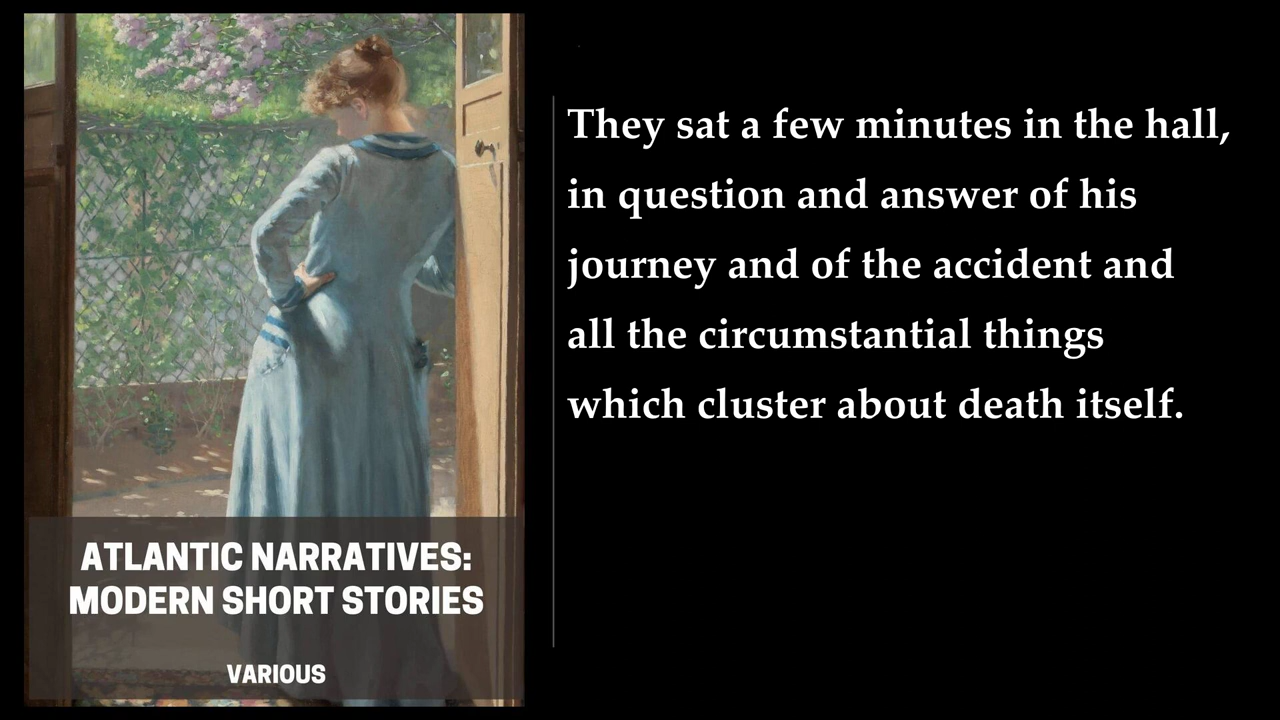 ATLANTIC NARRATIVES:
MODERN SHORT STORIES
VARIOUS
They sat a few minutes in the hall,
in question and answer of his
journey and of the accident and
all the circumstantial things
which cluster about death itself.